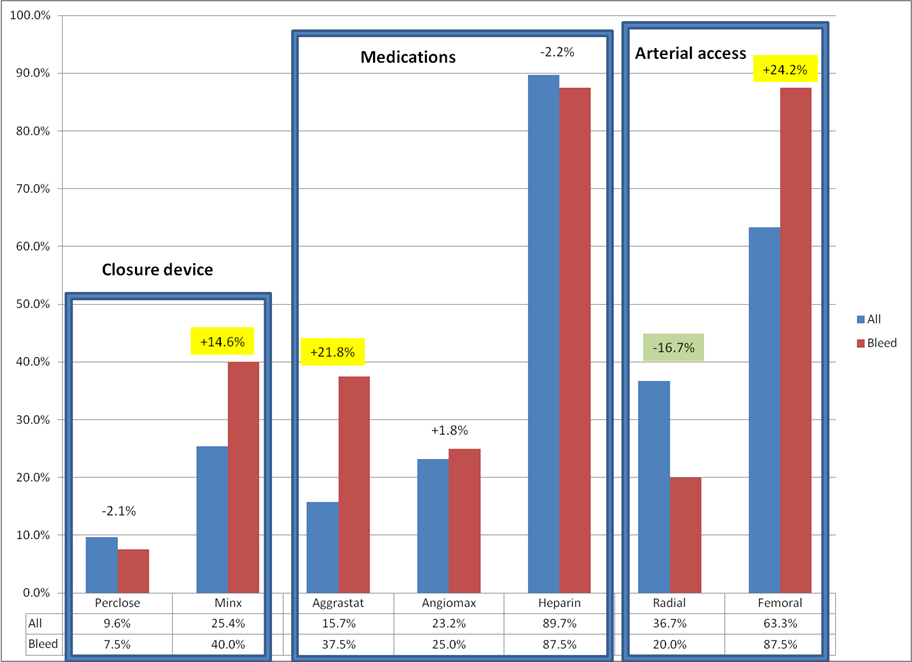 100.0%
90.0%
80.0%
70.0%
60.0%
50.0%
40.0%
30.0%
20.0%
10.0%
0.0%
Closure device
-2.1%
+14.6%
Medications
+21.8%
+1.8%
-2.2%
Arterial access
-16.7%
+24.2%
All
Bleed
Perclose Minx Aggrastat Angiomax Heparin Radial Femoral
All 9.6% 25.4% 15.7% 23.2% 89.7% 36.7% 63.3%
Bleed 7.5% 40.0% 37.5% 25.0% 87.5% 20.0% 87.5%